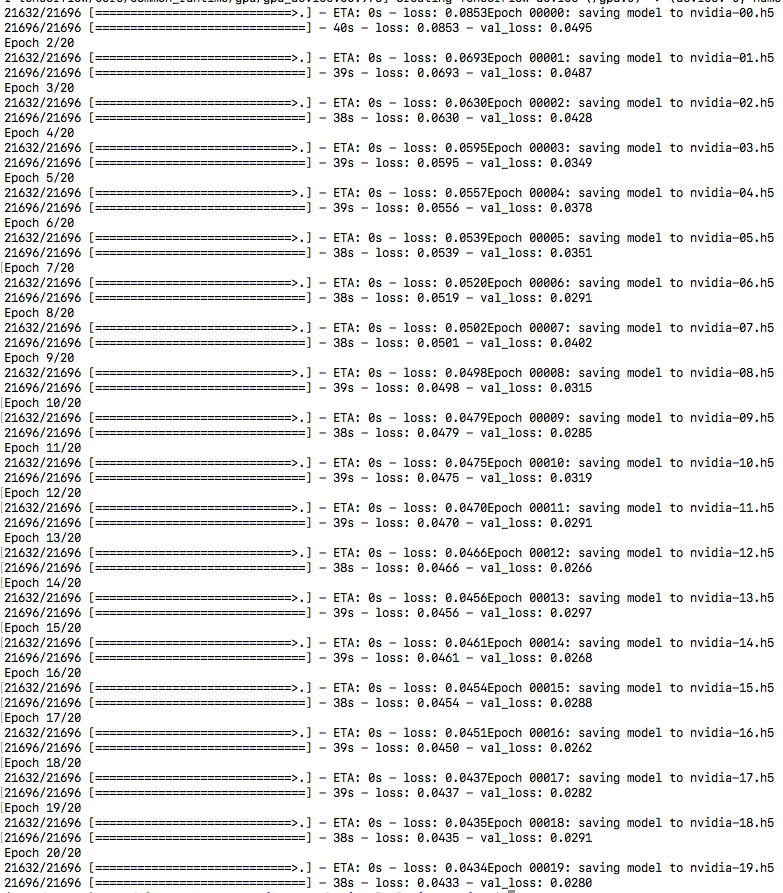 21632/21696 [============================>.] - ETA: 0s - loss: 0.0853Epoch 00000: saving model to nvidia-00.h5
21696/21696 [==============================] - 40s - loss: 0.0853 - val_loss: 0.0495
Epoch 2/20
21632/21696 [============================>.] - ETA: 0s - loss: 0.0693Epoch 00001: saving model to nvidia-01.h5
21696/21696 [==============================] - 39s - loss: 0.0693 - val_loss: 0.0487
Epoch 3/20
21632/21696 [============================>.] - ETA: 0s - loss: 0.0630Epoch 00002: saving model to nvidia-02.h5
21696/21696 [==============================] - 38s - loss: 0.0630 - val_loss: 0.0428
Epoch 4/20
21632/21696 [============================>.] - ETA: 0s - loss: 0.0595Epoch 00003: saving model to nvidia-03.h5
21696/21696 [==============================] - 39s - loss: 0.0595 - val_loss: 0.0349
Epoch 5/20
21632/21696 [============================>.] - ETA: 0s - loss: 0.0557Epoch 00004: saving model to nvidia-04.h5
21696/21696 [==============================] - 39s - loss: 0.0556 - val_loss: 0.0378
Epoch 6/20
21632/21696 [============================>.] - ETA: 0s - loss: 0.0539Epoch 00005: saving model to nvidia-05.h5
21696/21696 [==============================] - 38s - loss: 0.0539 - val_loss: 0.0351
Epoch 7/20
21632/21696 [============================>.] - ETA: 0s - loss: 0.0520Epoch 00006: saving model to nvidia-06.h5
21696/21696 [==============================] - 38s - loss: 0.0519 - val_loss: 0.0291
Epoch 8/20
21632/21696 [============================>.] - ETA: 0s - loss: 0.0502Epoch 00007: saving model to nvidia-07.h5
21696/21696 [==============================] - 38s - loss: 0.0501 - val_loss: 0.0402
Epoch 9/20
21632/21696 [============================>.] - ETA: 0s - loss: 0.0498Epoch 00008: saving model to nvidia-08.h5
21696/21696 [==============================] - 39s - loss: 0.0498 - val_loss: 0.0315
Epoch 10/20
21632/21696 [============================>.] - ETA: 0s - loss: 0.0479Epoch 00009: saving model to nvidia-09.h5
21696/21696 [==============================] - 38s - loss: 0.0479 - val_loss: 0.0285
Epoch 11/20
21632/21696 [============================>.] - ETA: 0s - loss: 0.0475Epoch 00010: saving model to nvidia-10.h5
21696/21696 [==============================] - 39s - loss: 0.0475 - val_loss: 0.0319
Epoch 12/20
21632/21696 [============================>.] - ETA: 0s - loss: 0.0470Epoch 00011: saving model to nvidia-11.h5
21696/21696 [==============================] - 39s - loss: 0.0470 - val_loss: 0.0291
Epoch 13/20
21632/21696 [============================>.] - ETA: 0s - loss: 0.0466Epoch 00012: saving model to nvidia-12.h5
21696/21696 [==============================] - 38s - loss: 0.0466 - val_loss: 0.0266
Epoch 14/20
21632/21696 [============================>.] - ETA: 0s - loss: 0.0456Epoch 00013: saving model to nvidia-13.h5
21696/21696 [==============================] - 39s - loss: 0.0456 - val_loss: 0.0297
Epoch 15/20
21632/21696 [============================>.] - ETA: 0s - loss: 0.0461Epoch 00014: saving model to nvidia-14.h5
21696/21696 [==============================] - 39s - loss: 0.0461 - val_loss: 0.0268
Epoch 16/20
21632/21696 [============================>.] - ETA: 0s - loss: 0.0454Epoch 00015: saving model to nvidia-15.h5
21696/21696 [==============================] - 38s - loss: 0.0454 - val_loss: 0.0288
Epoch 17/20
21632/21696 [============================>.] - ETA: 0s - loss: 0.0451Epoch 00016: saving model to nvidia-16.h5
21696/21696 [==============================] - 39s - loss: 0.0450 - val_loss: 0.0262
Epoch 18/20
21632/21696 [============================>.] - ETA: 0s - loss: 0.0437Epoch 00017: saving model to nvidia-17.h5
21696/21696 [==============================] - 39s - loss: 0.0437 - val_loss: 0.0282
Epoch 19/20
21632/21696 [============================>.] - ETA: 0s - loss: 0.0435Epoch 00018: saving model to nvidia-18.h5
21696/21696 [==============================] - 38s - loss: 0.0435 - val_loss: 0.0291
Epoch 20/20
21632/21696 [============================>.] - ETA: 0s - loss: 0.0434Epoch 00019: saving model to nvidia-19.h5
21696/21696 [==============================] - 38s - loss: 0.0433 - val_loss: 0.0280